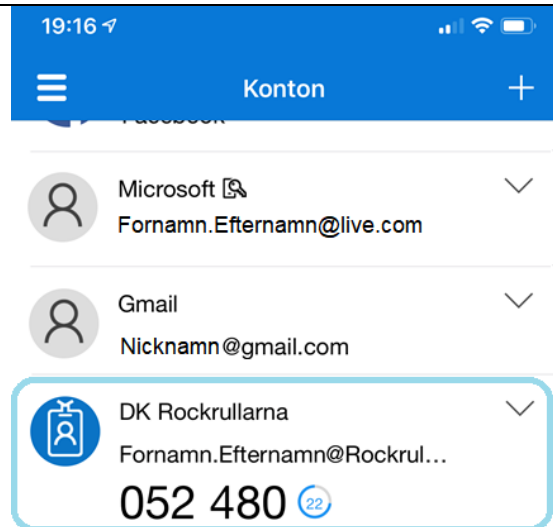 19:16
Konton
Microsoft
Fornamn.Efternamn@live.com
Gmail
Nicknamn@gmail.com
DK Rockrullarna
Fornamn.Efternamn@Rockrul...
052 480 22